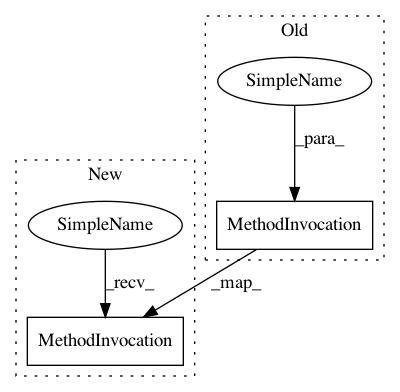 Old
SimpleName
_para_
New
MethodInvocation
SimpleName
_recv_
_map_
MethodInvocation